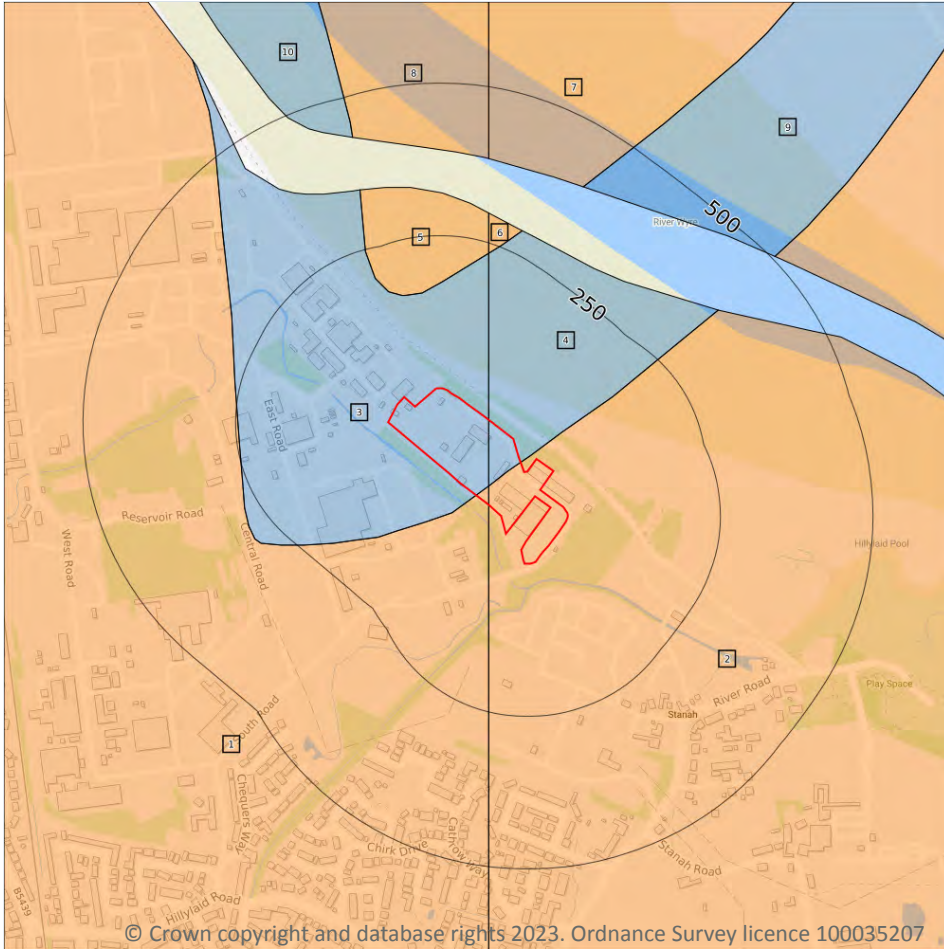 10
8
7
9
500
River Wyre
5
6
250
4
3
East Road
Reservoir Road
West Road
Central Road
Hillylaid Pool
2
River Road
Play Space
Stanah
1
South Road
Chequers Way
Chirk Drive
Cathrow Way
Stanah Road
B5439
Hillylaid Road
© Crown copyright and database rights 2023. Ordnance Survey licence 100035207